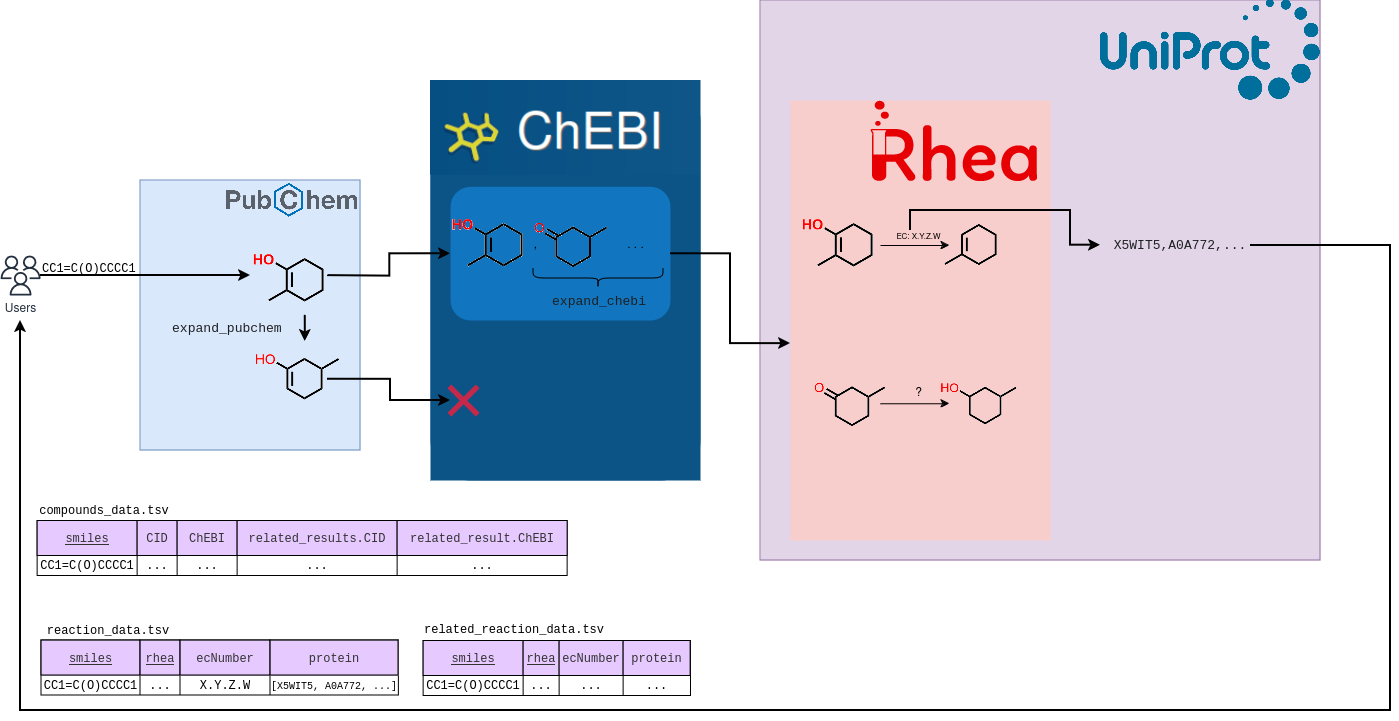 UniProt
ChEBI
Rhea
PubChem
HO
O
, ...
expand_chebi
HO
EC: X.Y.Z.W
X5WIT5,A0A772,...
CC1=C(O)CCCC1
HO
Users
expand_pubchem
HO
O
?
HO
compounds_data.tsv
smiles CID ChEBI related_results.CID related_result.ChEBI
CC1=C(O)CCCC1 ... ... ... ...
reaction_data.tsv
smiles rhea ecNumber protein
CC1=C(O)CCCC1 ... X.Y.Z.W [X5WIT5, A0A772, ...]
related_reaction_data.tsv
smiles rhea ecNumber protein
CC1=C(O)CCCC1 ... ... ...